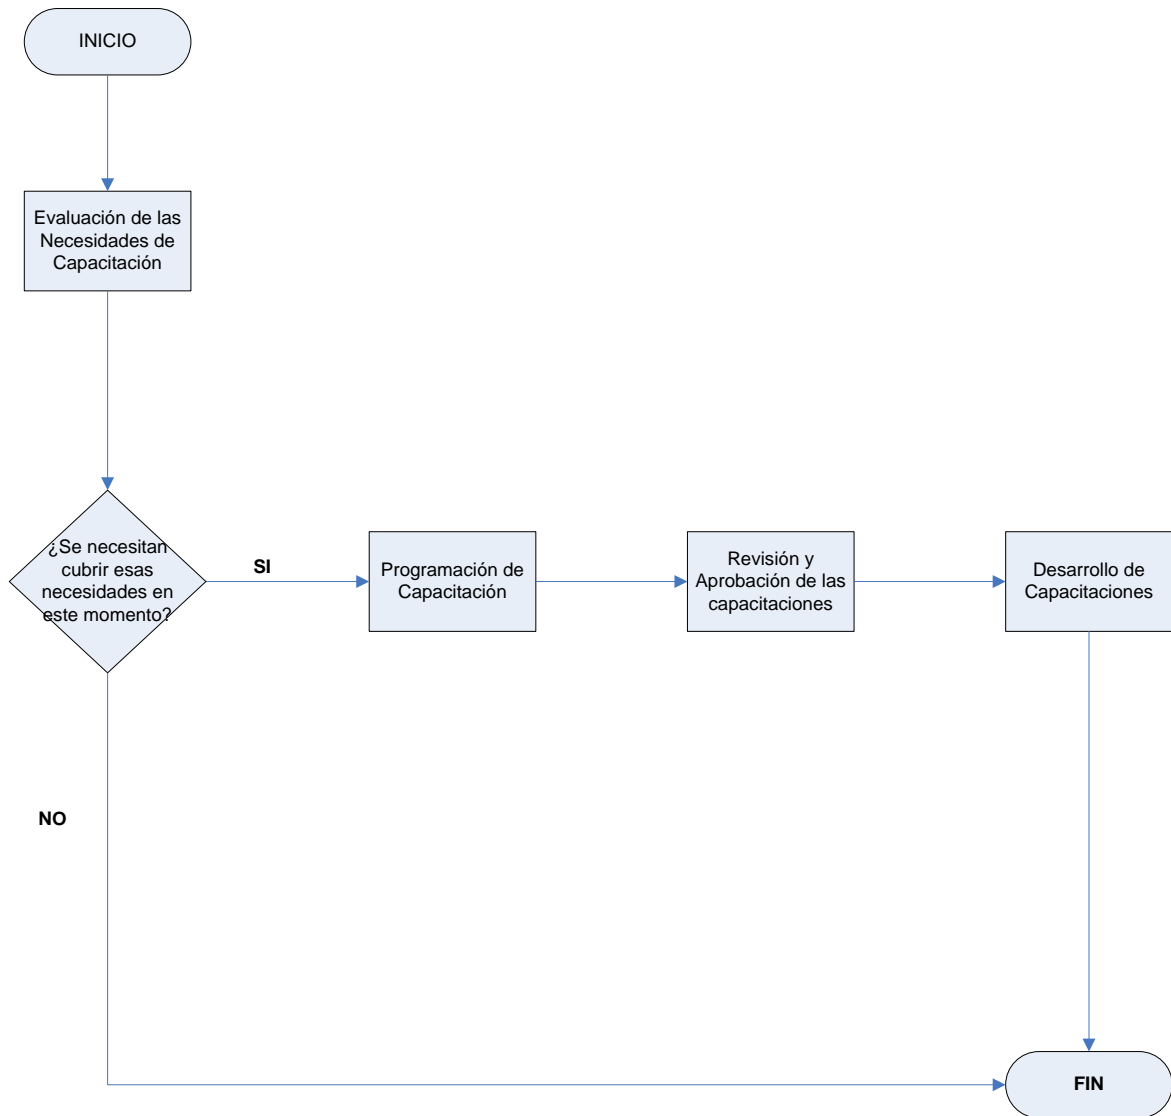 INICIO
Evaluación de las
Necesidades de
Capacitación
¿Se necesitan
cubrir esas
necesidades en
este momento?
SI
Programación de
Capacitación
Revisión y
Aprobación de las
capacitaciones
Desarrollo de
Capacitaciones
NO
FIN